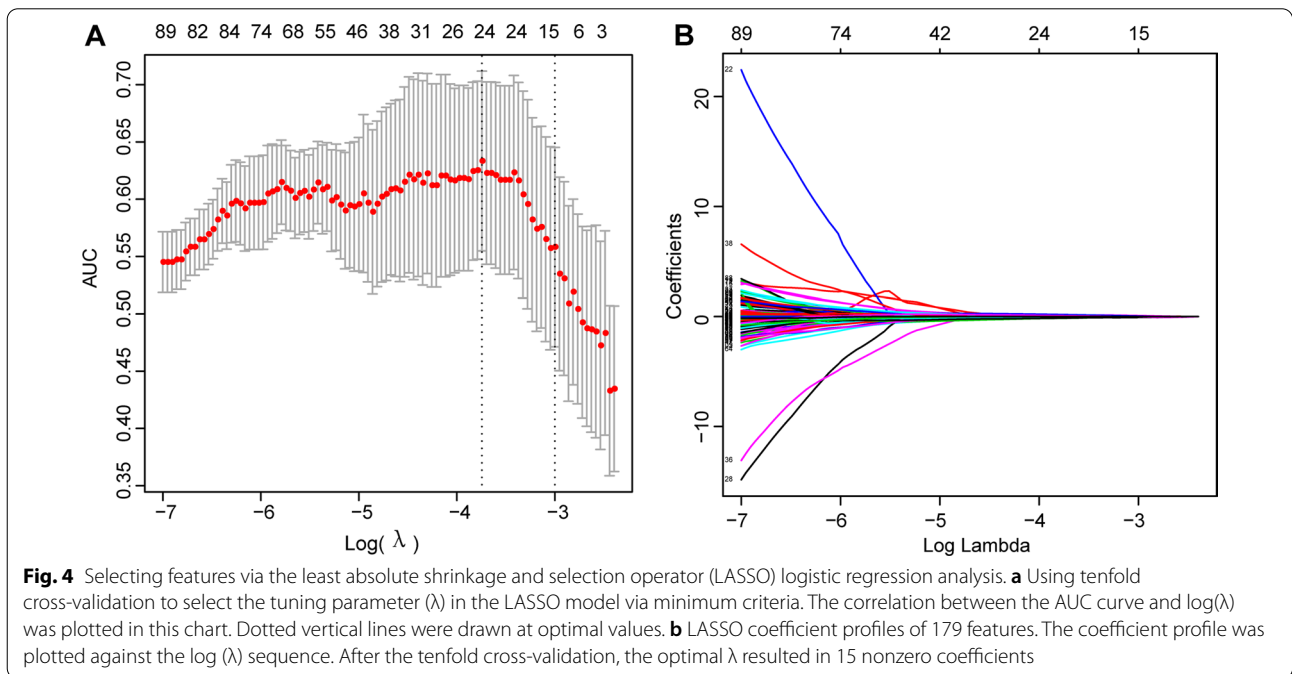 A
89 82 84 74 68 55 46 38 31 26 24 24 15 6 3
0.70
0.65
0.60
0.55
0.50
0.45
0.40
0.35
AUC
−7 −6 −5 −4 −3
Log( λ )
B
89 74 42 24 15
20
10
0
−10
Coefficients
22
38
36
28
−7 −6 −5 −4 −3
Log Lambda
Fig. 4 Selecting features via the least absolute shrinkage and selection operator (LASSO) logistic regression analysis. a Using tenfold
cross-validation to select the tuning parameter (λ) in the LASSO model via minimum criteria. The correlation between the AUC curve and log(λ)
was plotted in this chart. Dotted vertical lines were drawn at optimal values. b LASSO coefficient profiles of 179 features. The coefficient profile was
plotted against the log (λ) sequence. After the tenfold cross-validation, the optimal λ resulted in 15 nonzero coefficients